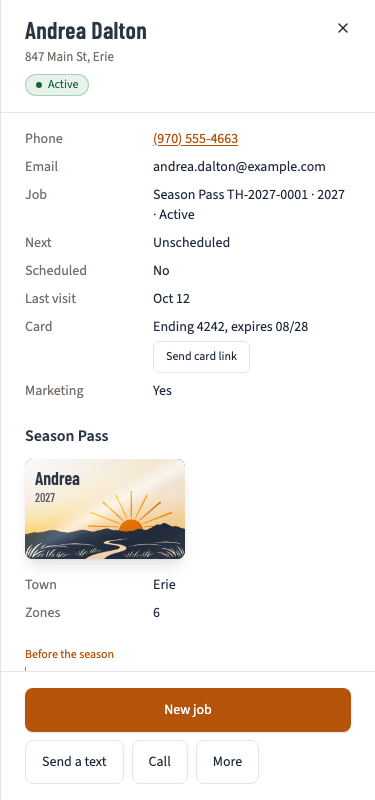 Andrea Dalton
847 Main St, Erie
Active
Phone
(970) 555-4663
Email
andrea.dalton@example.com
Job
Season Pass TH-2027-0001 · 2027
· Active
Next
Unscheduled
Scheduled
No
Last visit
Oct 12
Card
Ending 4242, expires 08/28
Send card link
Marketing
Yes
Season Pass
Andrea
2027
Town
Erie
Zones
6
Before the season
New job
Send a text
Call
More